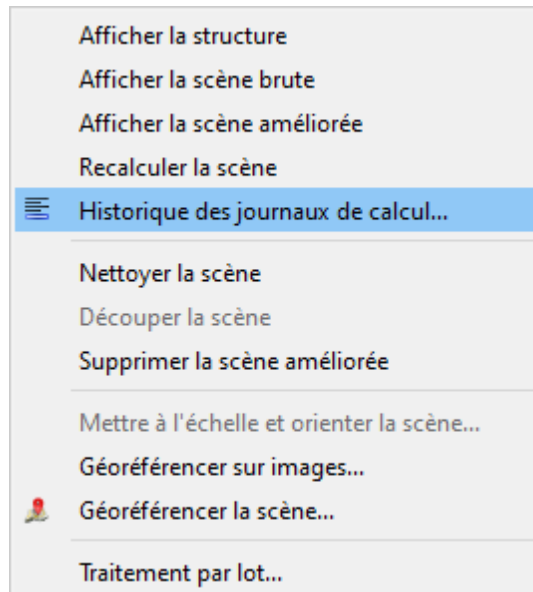 Afficher la structure
Afficher la scène brute
Afficher la scène améliorée
Recalculer la scène
Historique des journaux de calcul...
Nettoyer la scène
Découper la scène
Supprimer la scène améliorée
Mettre à l'échelle et orienter la scène...
Géoréférencer sur images...
Géoréférencer la scène...
Traitement par lot...